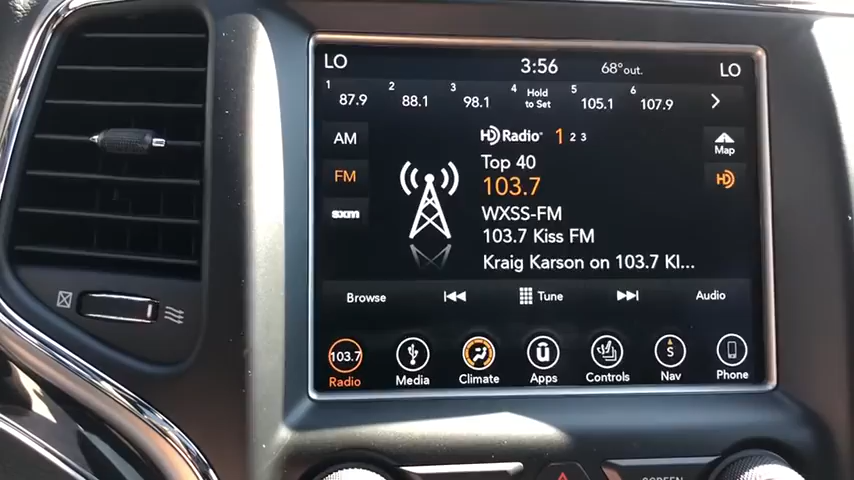 LO 3:56 68°out. LO
1 87.9 2 88.1 3 98.1 4 Hold to Set 5 105.1 6 107.9
AM
HD Radio 1 2 3
Map
Top 40
FM
103.7
HD
sxm
WXSS-FM
103.7 Kiss FM
Kraig Karson on 103.7 KI...
Browse Tune Audio
103.7 S
Radio Media Climate Apps Controls Nav Phone
SCREEN